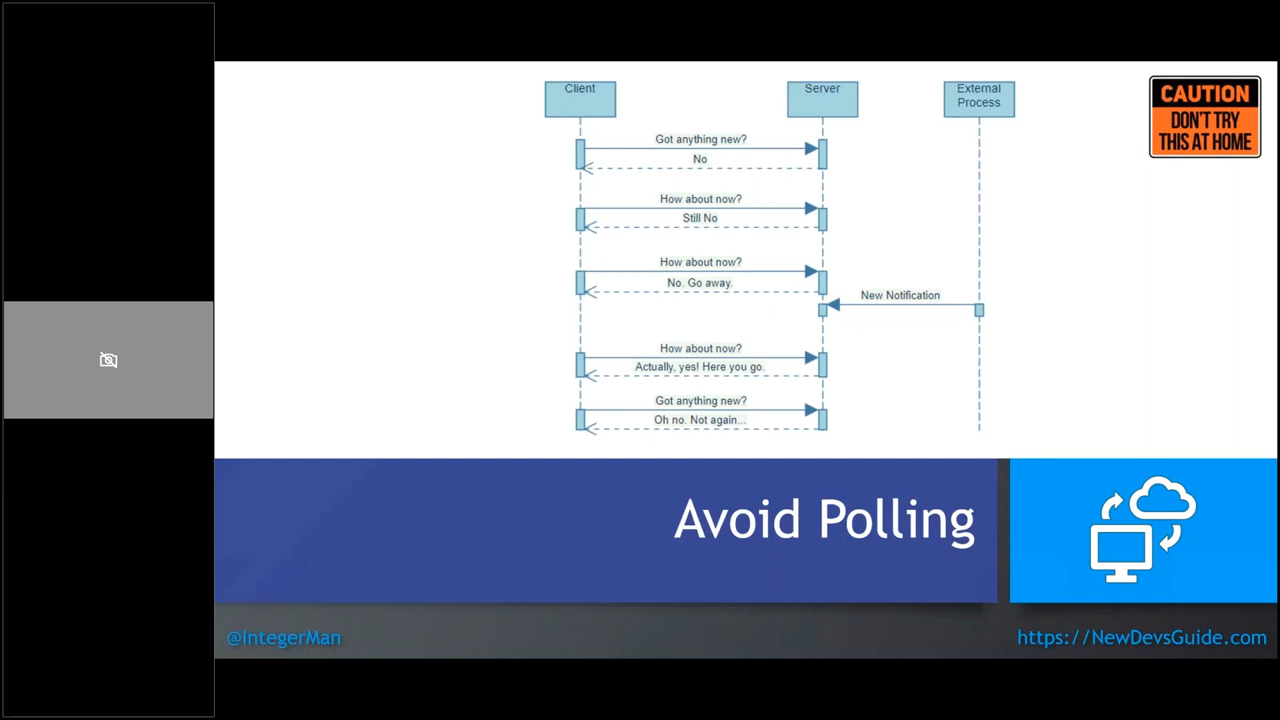 Client
Server
External
Process
CAUTION
DON'T TRY
THIS AT HOME
Got anything new?
No
How about now?
Still No
How about now?
No. Go away.
New Notification
How about now?
Actually, yes! Here you go.
Got anything new?
Oh no. Not again...
Avoid Polling
@IntegerMan
https://NewDevsGuide.com